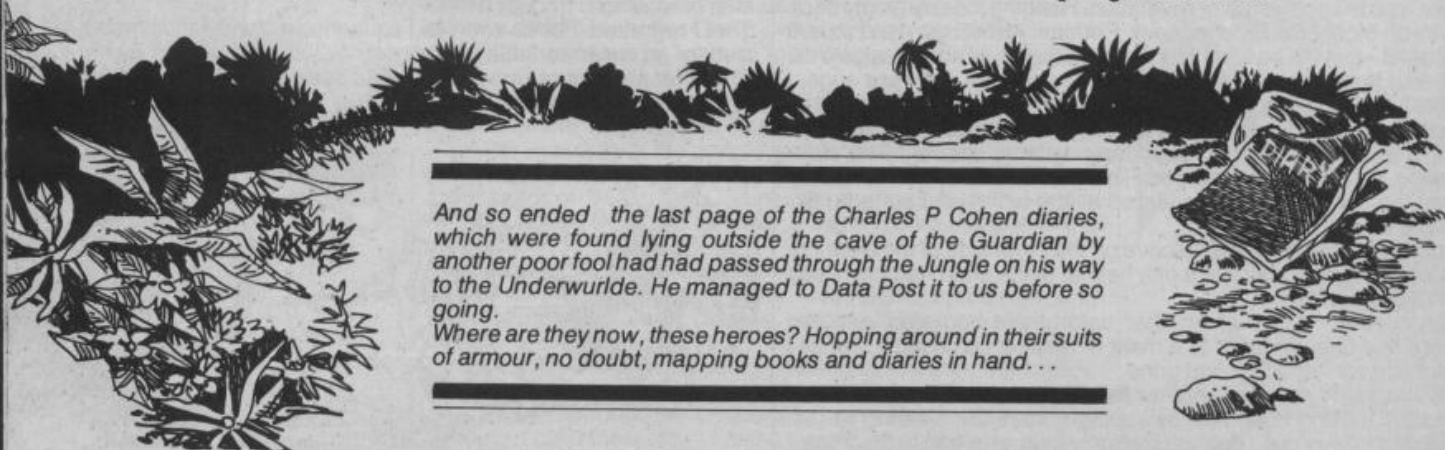 DIARY
And so ended the last page of the Charles P Cohen diaries,
which were found lying outside the cave of the Guardian by
another poor fool had had passed through the Jungle on his way
to the Underwurlde. He managed to Data Post it to us before so
going.
Where are they now, these heroes? Hopping around in their suits
of armour, no doubt, mapping books and diaries in hand. . .